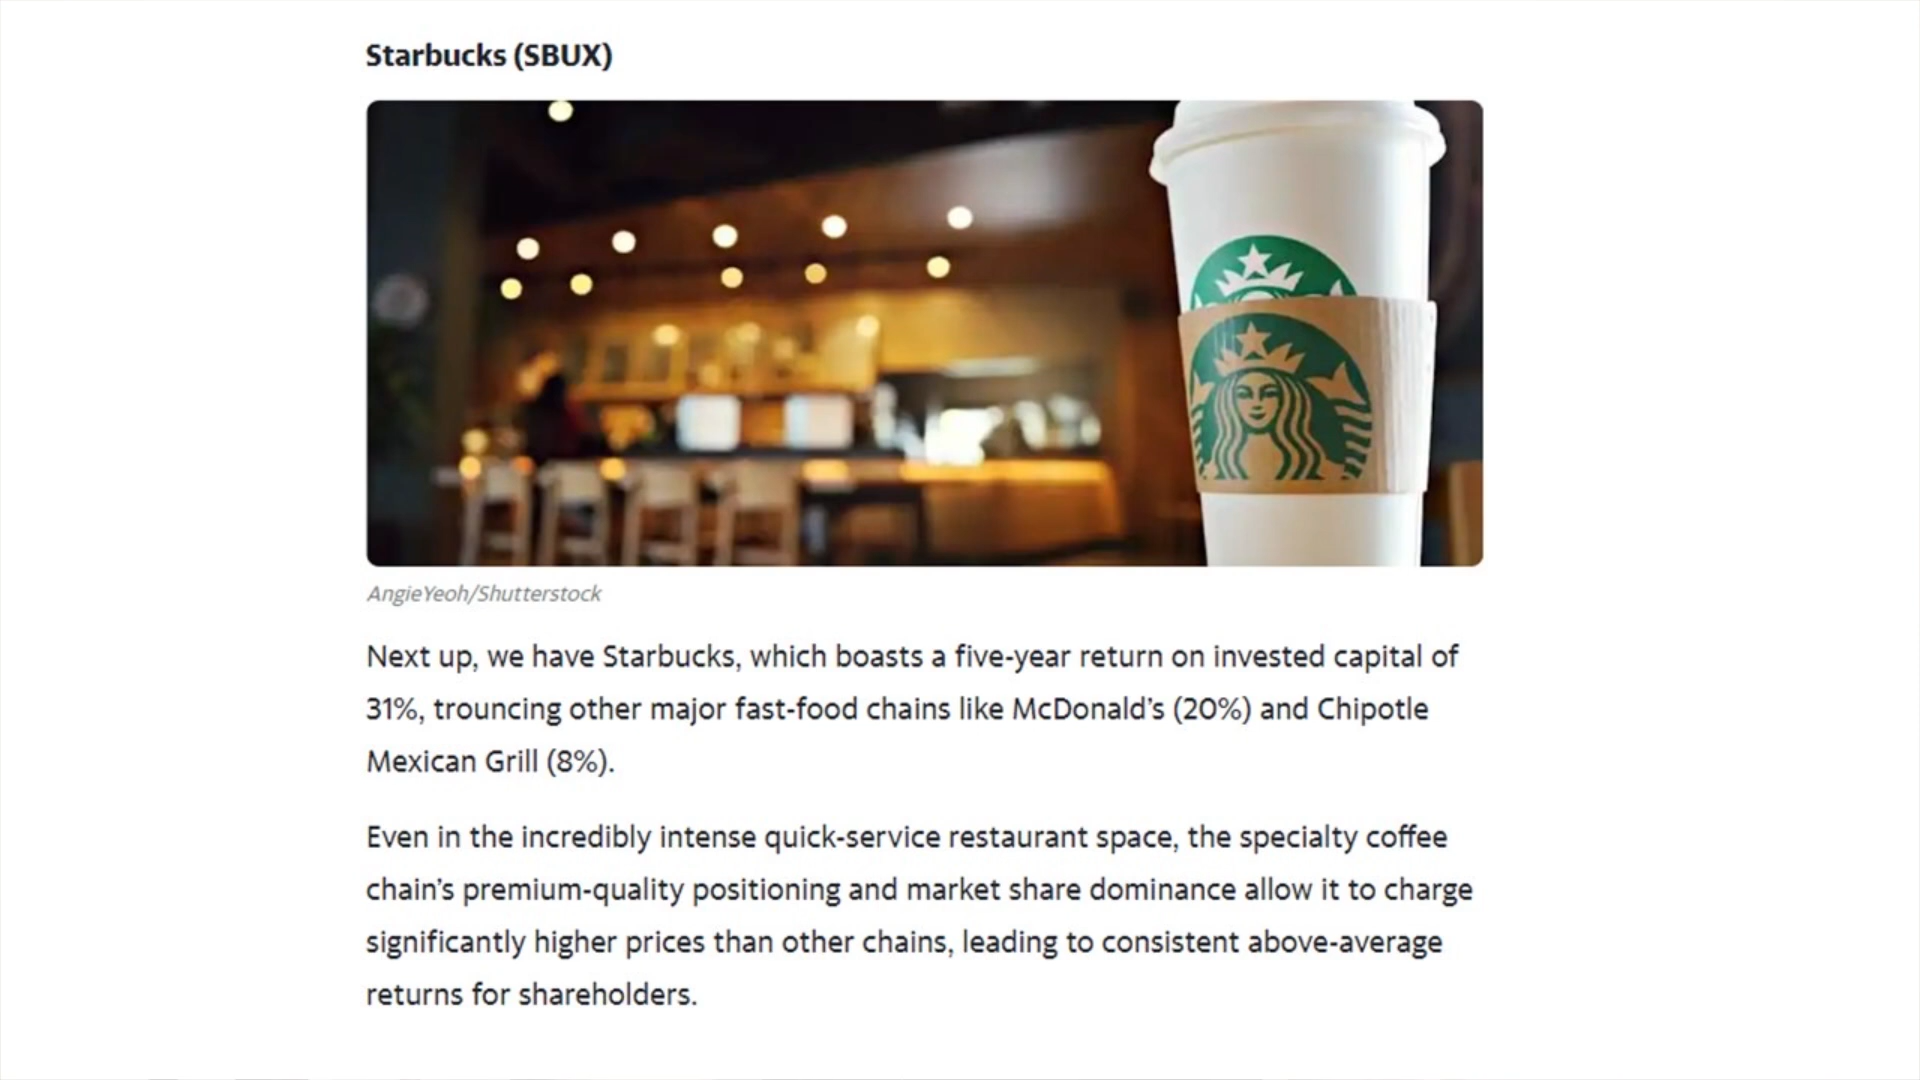 Starbucks (SBUX)
AngieYeoh/Shutterstock
Next up, we have Starbucks, which boasts a five-year return on invested capital of
31%, trouncing other major fast-food chains like McDonald’s (20%) and Chipotle
Mexican Grill (8%).
Even in the incredibly intense quick-service restaurant space, the specialty coffee
chain’s premium-quality positioning and market share dominance allow it to charge
significantly higher prices than other chains, leading to consistent above-average
returns for shareholders.